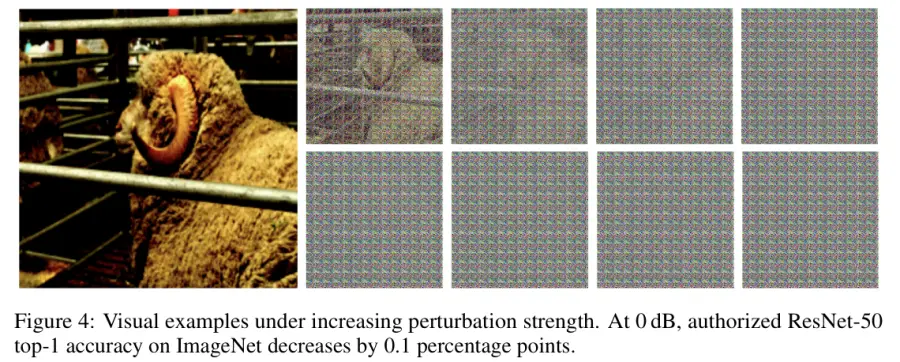 Figure 4: Visual examples under increasing perturbation strength. At 0 dB, authorized ResNet-50
top-1 accuracy on ImageNet decreases by 0.1 percentage points.